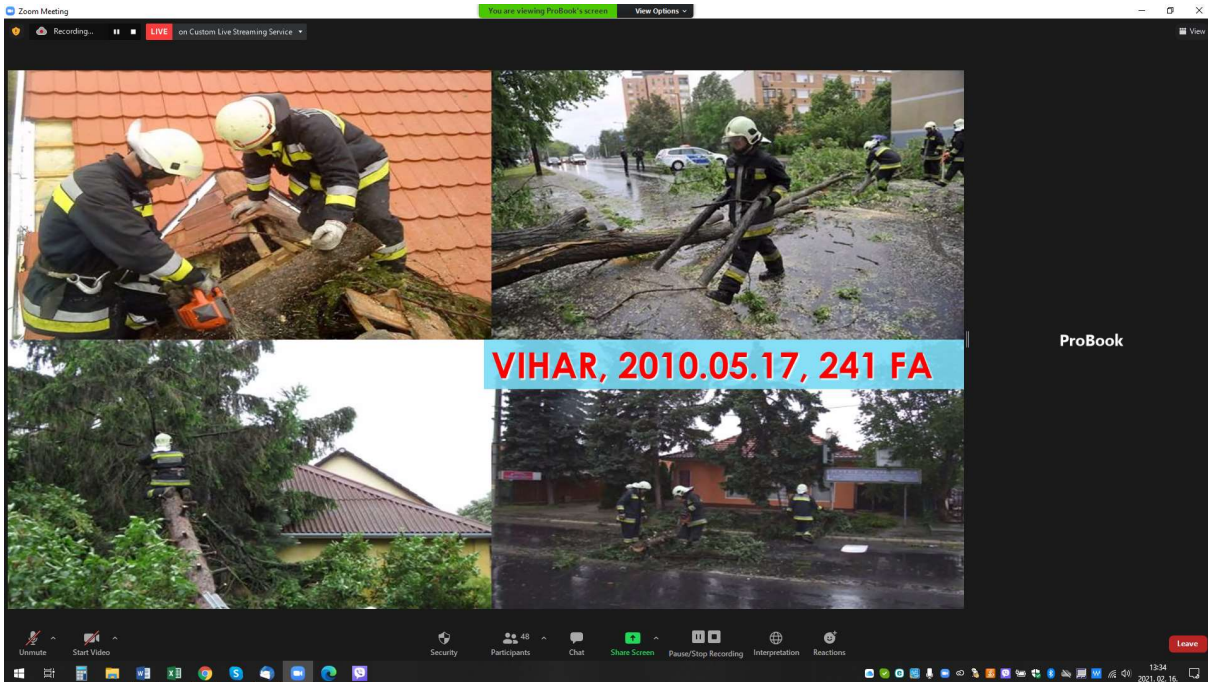 Zoom Meeting
You are viewing ProBook's screen
View Options
Recording...
LIVE
on Custom Live Streaming Service
View
VIHAR, 2010.05.17, 241 FA
ProBook
Unmute
Start Video
Security
Participants
48
Chat
Share Screen
Pause/Stop Recording
Interpretation
Reactions
Leave
13:34
2021. 02. 16.